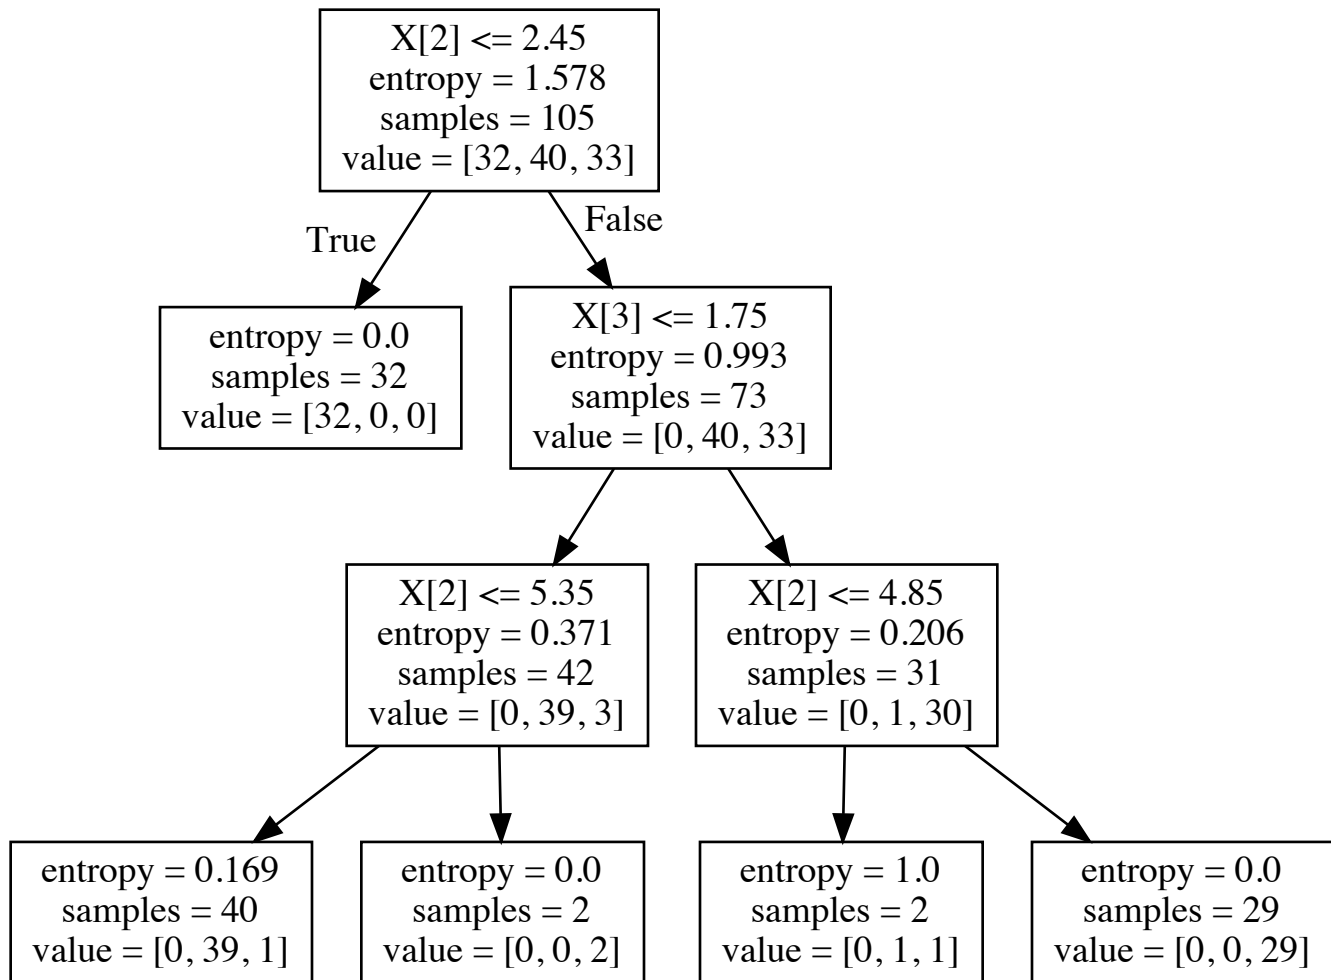 X[2] <= 2.45
entropy = 1.578
samples = 105
value = [32, 40, 33]
True
False
entropy = 0.0
samples = 32
value = [32, 0, 0]
X[3] <= 1.75
entropy = 0.993
samples = 73
value = [0, 40, 33]
X[2] <= 5.35
entropy = 0.371
samples = 42
value = [0, 39, 3]
X[2] <= 4.85
entropy = 0.206
samples = 31
value = [0, 1, 30]
entropy = 0.169
samples = 40
value = [0, 39, 1]
entropy = 0.0
samples = 2
value = [0, 0, 2]
entropy = 1.0
samples = 2
value = [0, 1, 1]
entropy = 0.0
samples = 29
value = [0, 0, 29]